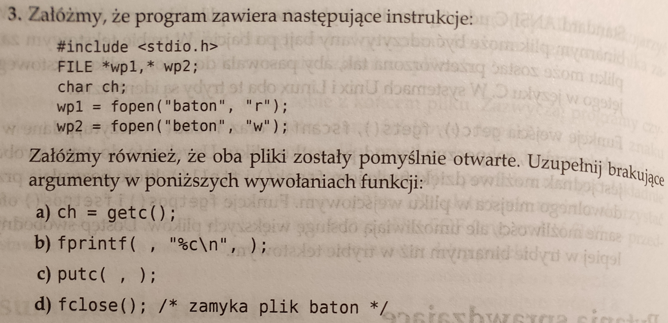 3. Załóżmy, że program zawiera następujące instrukcje:
#include <stdio.h>
FILE *wp1,* wp2;
char ch;
wp1 = fopen("baton", "r");
wp2 = fopen("beton", "w");
Załóżmy również, że oba pliki zostały pomyślnie otwarte. Uzupełnij brakujące
argumenty w poniższych wywołaniach funkcji:
a) ch = getc();
b) fprintf( , "%c\n", );
c) putc( , );
d) fclose(); /* zamyka plik baton */